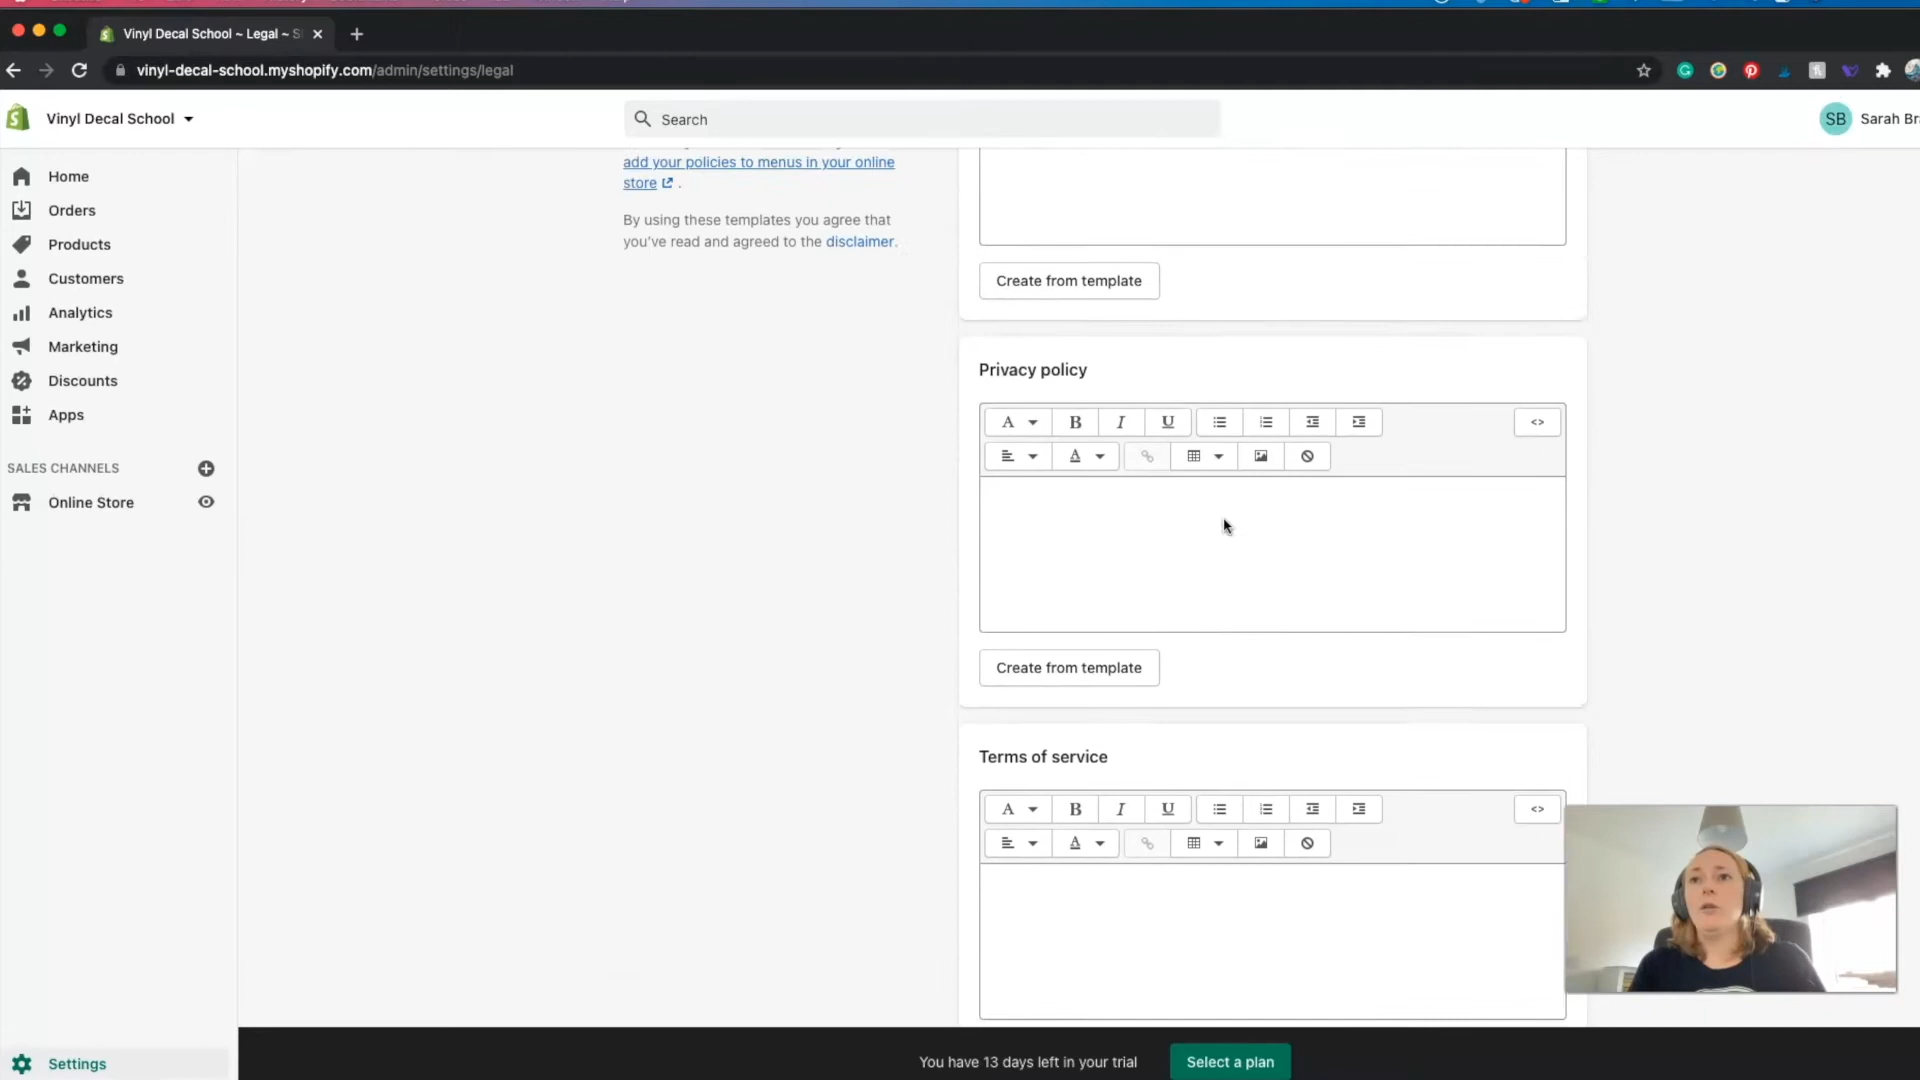 Vinyl Decal School ~ Legal ~ S
vinyl-decal-school.myshopify.com/admin/settings/legal
Vinyl Decal School
Search
SB
Sarah Br
Home
Orders
Products
Customers
Analytics
Marketing
Discounts
Apps
SALES CHANNELS
Online Store
Settings
add your policies to menus in your online
store .
By using these templates you agree that
you've read and agreed to the disclaimer.
Create from template
Privacy policy
A B I U <>
A
Create from template
Terms of service
A B I U <>
A
You have 13 days left in your trial
Select a plan